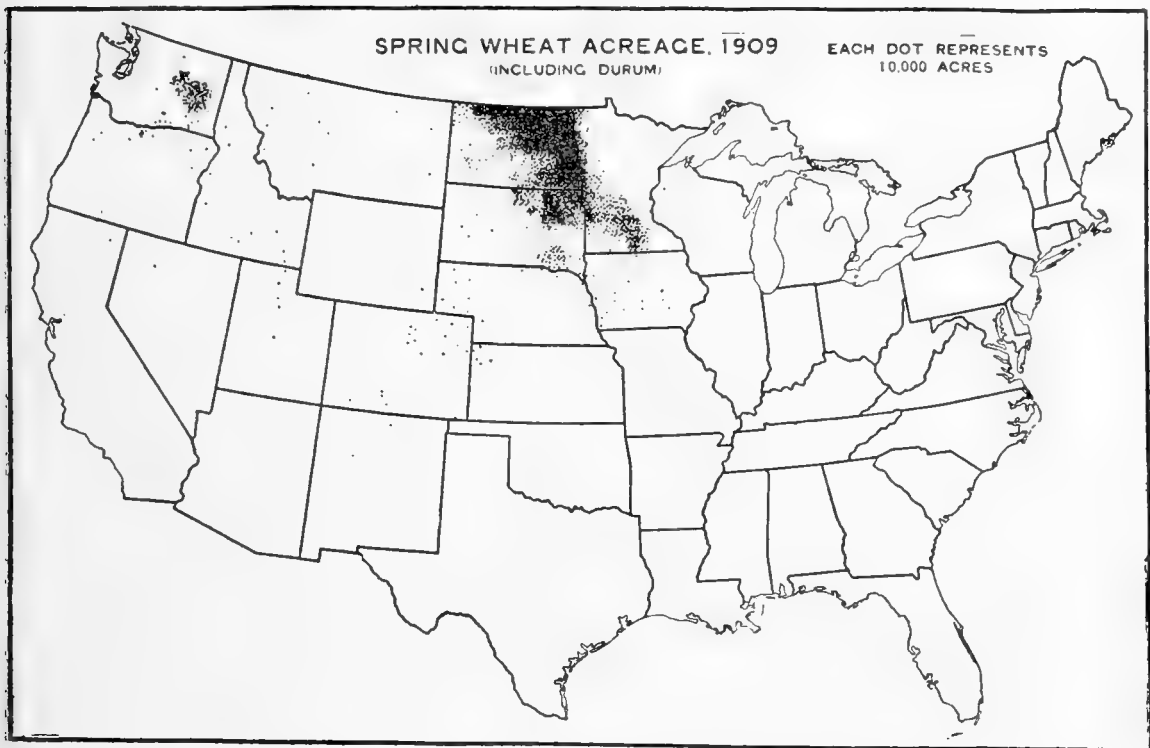 SPRING WHEAT ACREAGE, 1909
(INCLUDING DURUM)
EACH DOT REPRESENTS
10,000 ACRES